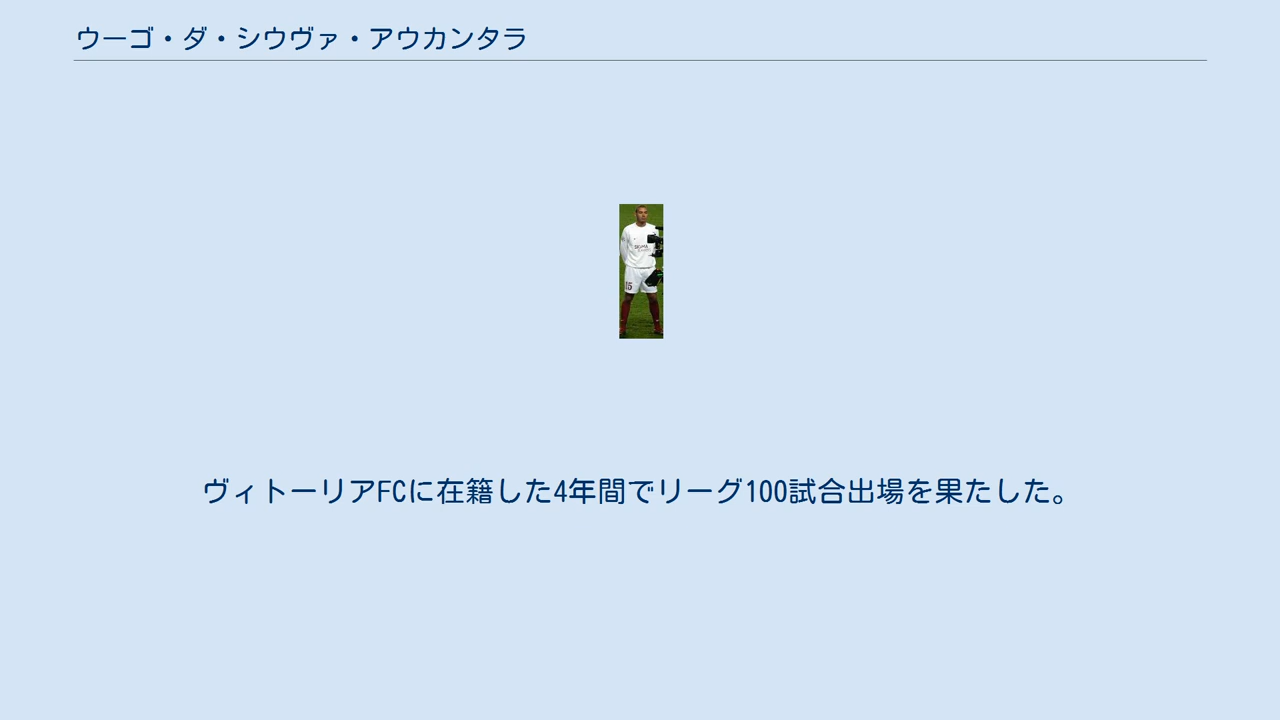 ウーゴ・ダ・シウヴァ・アウカンタラ
15
ヴィトーリアFCに在籍した4年間でリーグ100試合出場を果たした。